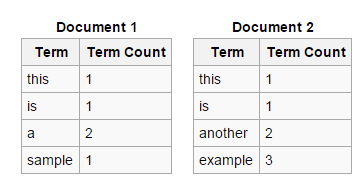 Document 1
Term Term Count
this 1
is 1
a 2
sample 1
Document 2
Term Term Count
this 1
is 1
another 2
example 3